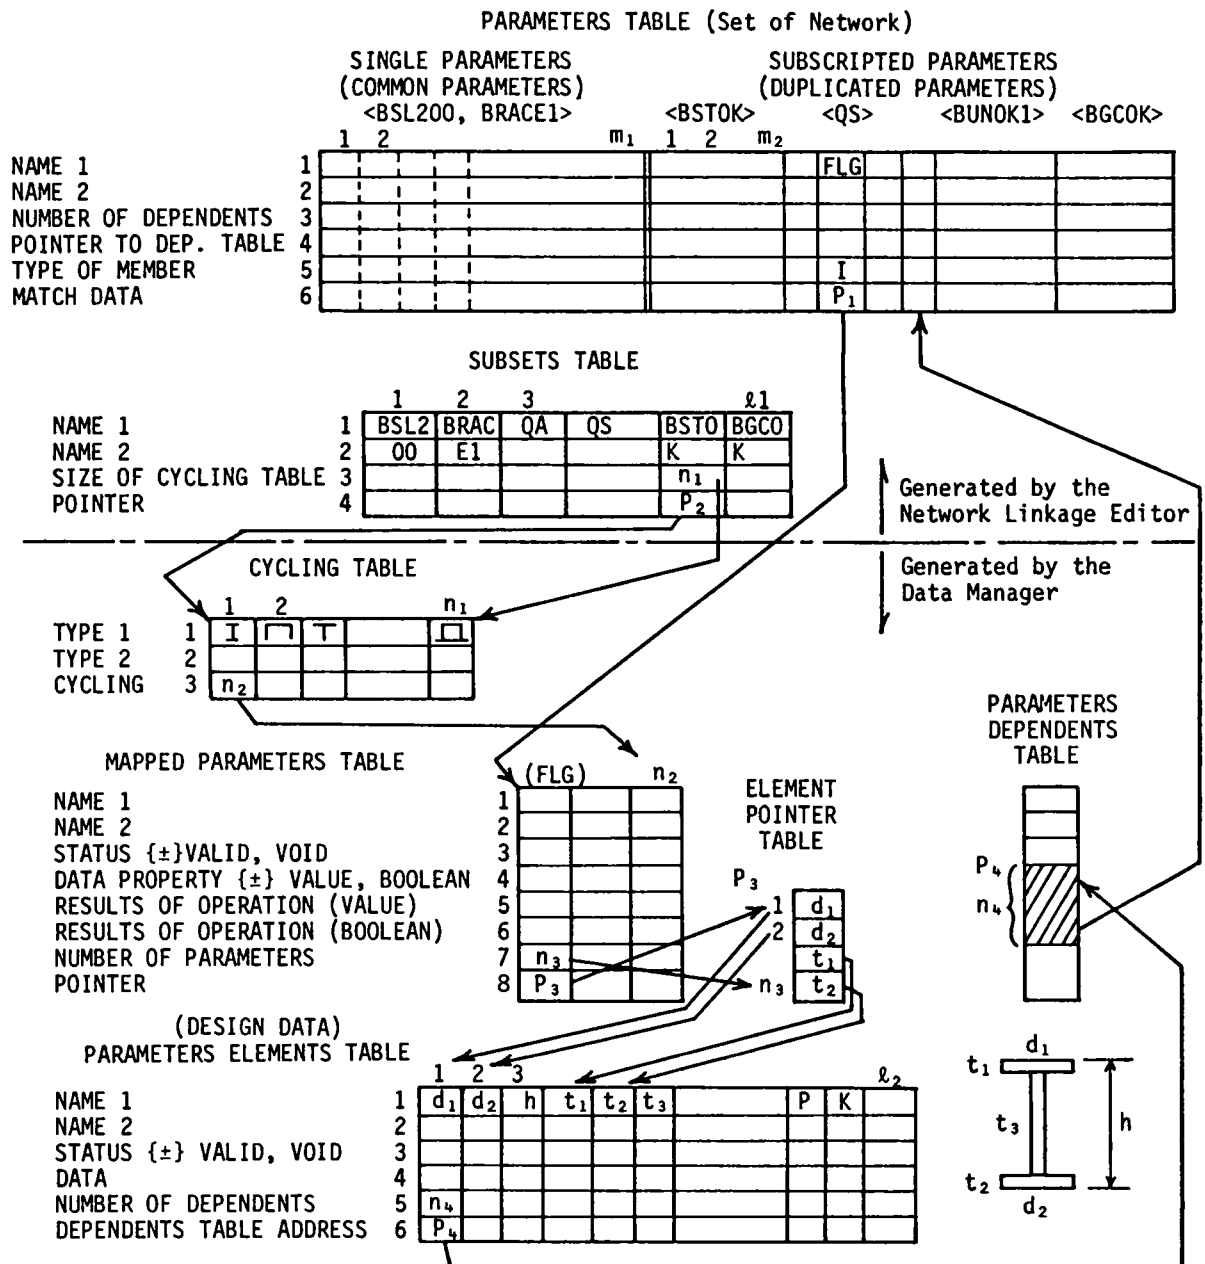 PARAMETERS TABLE (Set of Network)
SINGLE PARAMETERS SUBSCRIPTED PARAMETERS
(COMMON PARAMETERS) (DUPLICATED PARAMETERS)
<BSL200, BRACE1> <BSTOK> <QS> <BUNOK1> <BGCOK>
1 2 m₁ 1 2 m₂
NAME 1 1 FLG
NAME 2 2
NUMBER OF DEPENDENTS 3
POINTER TO DEP. TABLE 4
TYPE OF MEMBER 5 I
MATCH DATA 6 P₁
SUBSETS TABLE
1 2 3 ℓ1
NAME 1 1 BSL2 BRAC QA QS BSTO BGCO
NAME 2 2 00 E1 K K
SIZE OF CYCLING TABLE 3 n₁
POINTER 4 P₂
Generated by the
Network Linkage Editor
Generated by the
Data Manager
CYCLING TABLE
1 2 n₁
TYPE 1 1 I
TYPE 2 2
CYCLING 3 n₂
PARAMETERS
DEPENDENTS
TABLE
P₄
n₄
MAPPED PARAMETERS TABLE
(FLG) n₂
NAME 1 1
NAME 2 2
STATUS {±}VALID, VOID 3
DATA PROPERTY {±} VALUE, BOOLEAN 4
RESULTS OF OPERATION (VALUE) 5
RESULTS OF OPERATION (BOOLEAN) 6
NUMBER OF PARAMETERS 7 n₃
POINTER 8 P₃
ELEMENT
POINTER
TABLE
P₃
1 d₁
2 d₂
t₁
n₃ t₂
(DESIGN DATA)
PARAMETERS ELEMENTS TABLE
1 2 3 ℓ₂
NAME 1 1 d₁ d₂ h t₁ t₂ t₃ P K
NAME 2 2
STATUS {±} VALID, VOID 3
DATA 4
NUMBER OF DEPENDENTS 5 n₄
DEPENDENTS TABLE ADDRESS 6 P₄
d₁
t₁
t₃ h
t₂
d₂